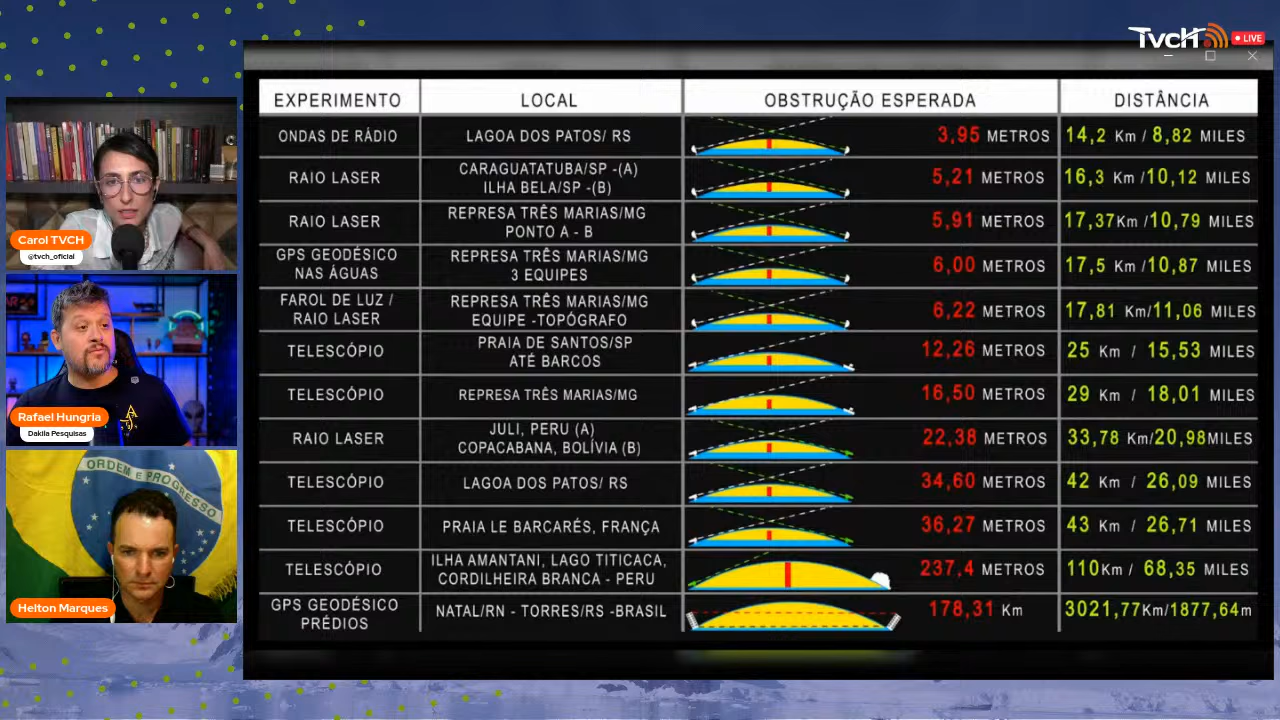 TvcH
LIVE
EXPERIMENTO LOCAL OBSTRUÇÃO ESPERADA DISTÂNCIA
ONDAS DE RÁDIO LAGOA DOS PATOS/ RS 3,95 METROS 14,2 Km / 8,82 MILES
RAIO LASER CARAGUATATUBA/SP -(A) 5,21 METROS 16,3 Km /10,12 MILES
ILHA BELA/SP -(B)
RAIO LASER REPRESA TRÊS MARIAS/MG 5,91 METROS 17,37Km /10,79 MILES
PONTO A - B
GPS GEODÉSICO REPRESA TRÊS MARIAS/MG 6,00 METROS 17,5 Km /10,87 MILES
NAS ÁGUAS 3 EQUIPES
FAROL DE LUZ / REPRESA TRÊS MARIAS/MG 6,22 METROS 17,81 Km/11,06 MILES
RAIO LASER EQUIPE -TOPÓGRAFO
TELESCÓPIO PRAIA DE SANTOS/SP 12,26 METROS 25 Km / 15,53 MILES
ATÉ BARCOS
TELESCÓPIO REPRESA TRÊS MARIAS/MG 16,50 METROS 29 Km / 18,01 MILES
RAIO LASER JULI, PERU (A) 22,38 METROS 33,78 Km/20,98MILES
COPACABANA, BOLÍVIA (B)
TELESCÓPIO LAGOA DOS PATOS/ RS 34,60 METROS 42 Km / 26,09 MILES
TELESCÓPIO PRAIA LE BARCARÉS, FRANÇA 36,27 METROS 43 Km / 26,71 MILES
TELESCÓPIO ILHA AMANTANI, LAGO TITICACA, 237,4 METROS 110Km / 68,35 MILES
CORDILHEIRA BRANCA - PERU
GPS GEODÉSICO NATAL/RN - TORRES/RS -BRASIL 178,31 Km 3021,77Km/1877,64m
PRÉDIOS
Carol TVCH
@tvch_oficial
Rafael Hungria
Dakila Pesquisas
ORDEM E PROGRESSO
Helton Marques